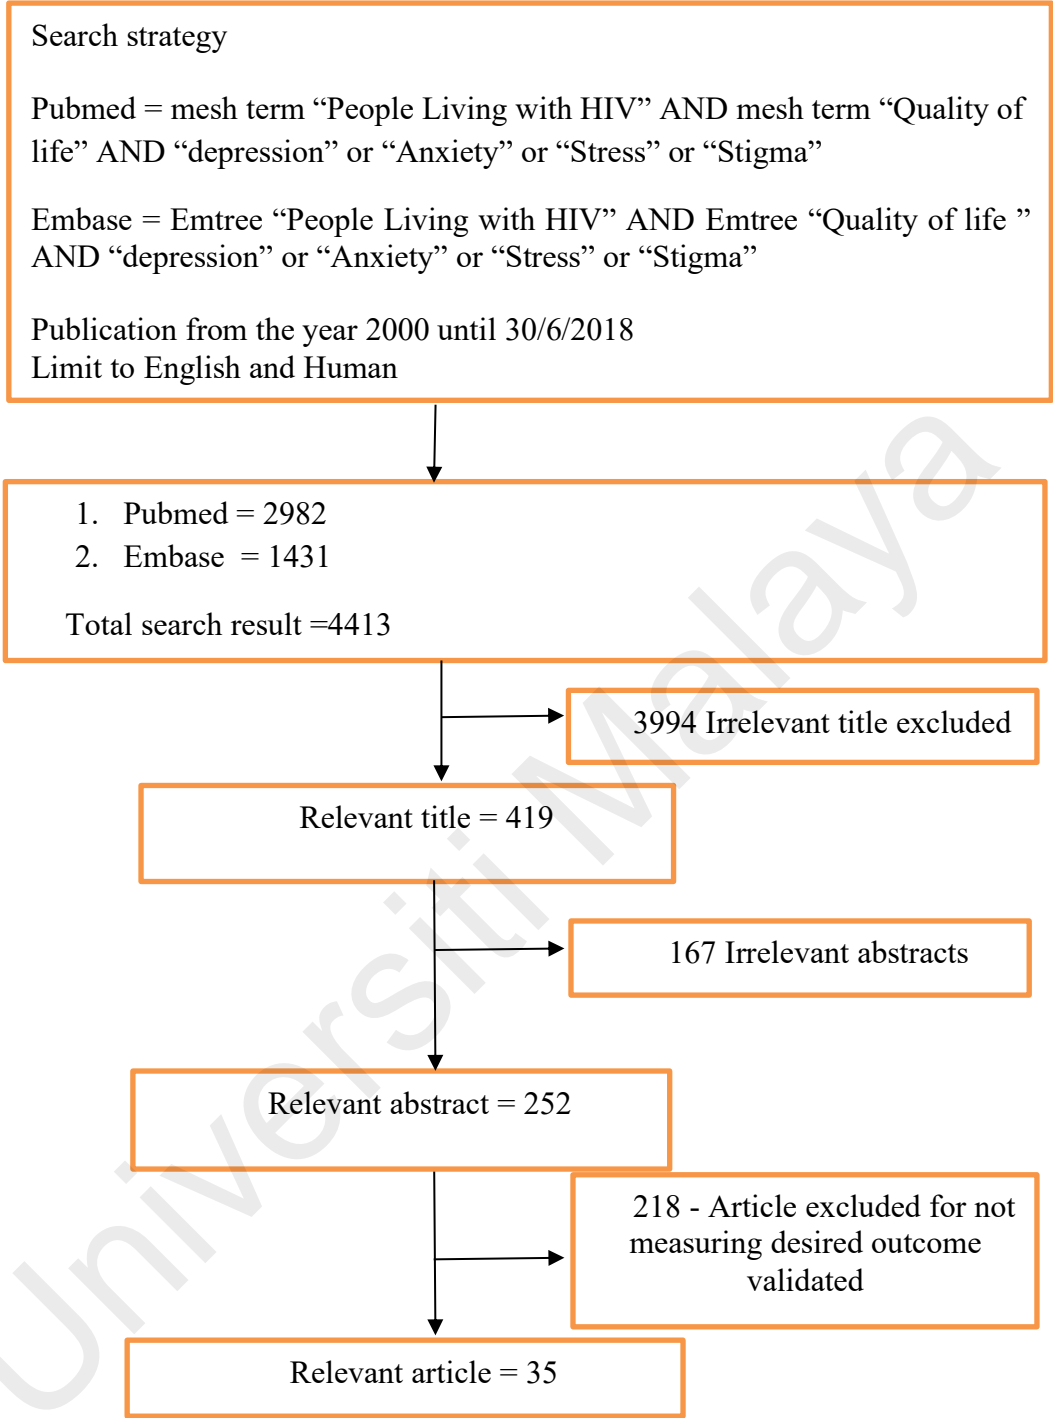 Search strategy
Pubmed = mesh term “People Living with HIV” AND mesh term “Quality of
life” AND “depression” or “Anxiety” or “Stress” or “Stigma”
Embase = Emtree “People Living with HIV” AND Emtree “Quality of life ”
AND “depression” or “Anxiety” or “Stress” or “Stigma”
Publication from the year 2000 until 30/6/2018
Limit to English and Human
1. Pubmed = 2982
2. Embase = 1431
Total search result =4413
3994 Irrelevant title excluded
Relevant title = 419
167 Irrelevant abstracts
Relevant abstract = 252
218 - Article excluded for not
measuring desired outcome
validated
Relevant article = 35
Universiti Malaya